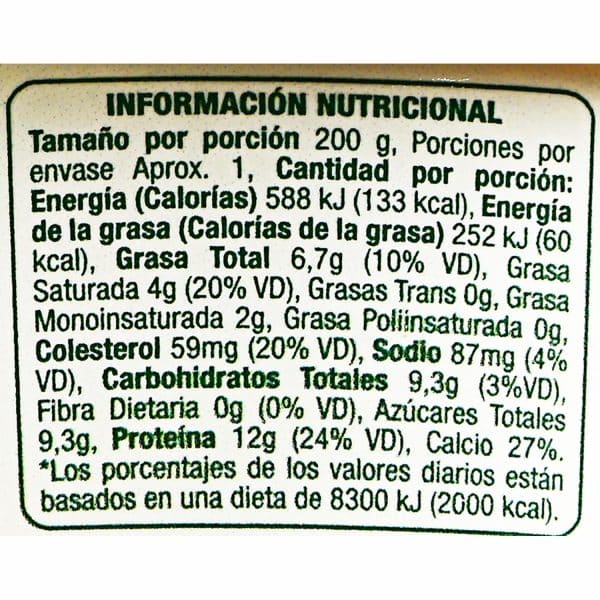 INFORMACIÓN NUTRICIONAL
Tamaño por porción 200 g, Porciones por
envase Aprox. 1, Cantidad por porción:
Energía (Calorías) 588 kJ (133 kcal), Energía
de la grasa (Calorías de la grasa) 252 kJ (60
kcal), Grasa Total 6,7g (10% VD), Grasa
Saturada 4g (20% VD), Grasas Trans 0g, Grasa
Monoinsaturada 2g, Grasa Poliinsaturada 0g,
Colesterol 59mg (20% VD), Sodio 87mg (4%
VD), Carbohidratos Totales 9,3g (3%VD),
Fibra Dietaria 0g (0% VD), Azúcares Totales
9,3g, Proteína 12g (24% VD), Calcio 27%.
*Los porcentajes de los valores diarios están
basados en una dieta de 8300 kJ (2000 kcal).